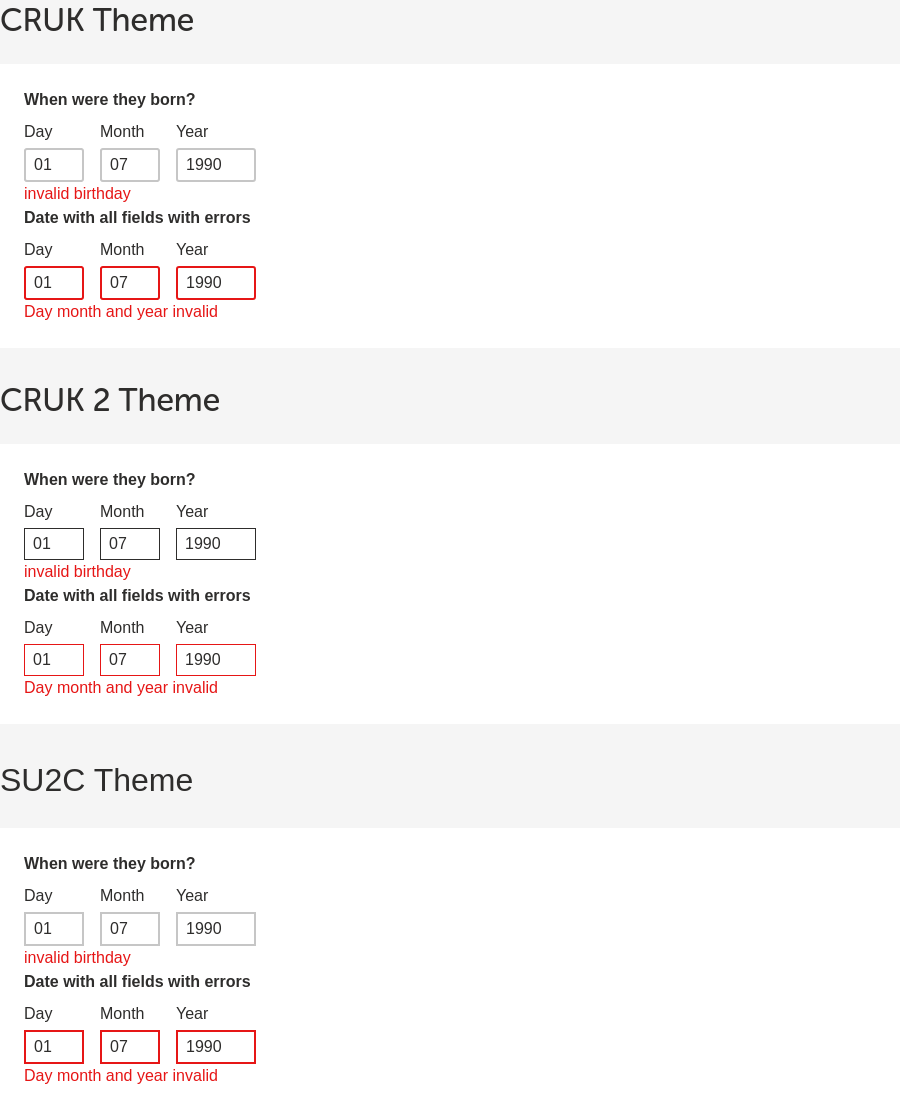 CRUK Theme
When were they born?
Day Month Year
01 07 1990
invalid birthday
Date with all fields with errors
Day Month Year
01 07 1990
Day month and year invalid
CRUK 2 Theme
When were they born?
Day Month Year
01 07 1990
invalid birthday
Date with all fields with errors
Day Month Year
01 07 1990
Day month and year invalid
SU2C Theme
When were they born?
Day Month Year
01 07 1990
invalid birthday
Date with all fields with errors
Day Month Year
01 07 1990
Day month and year invalid